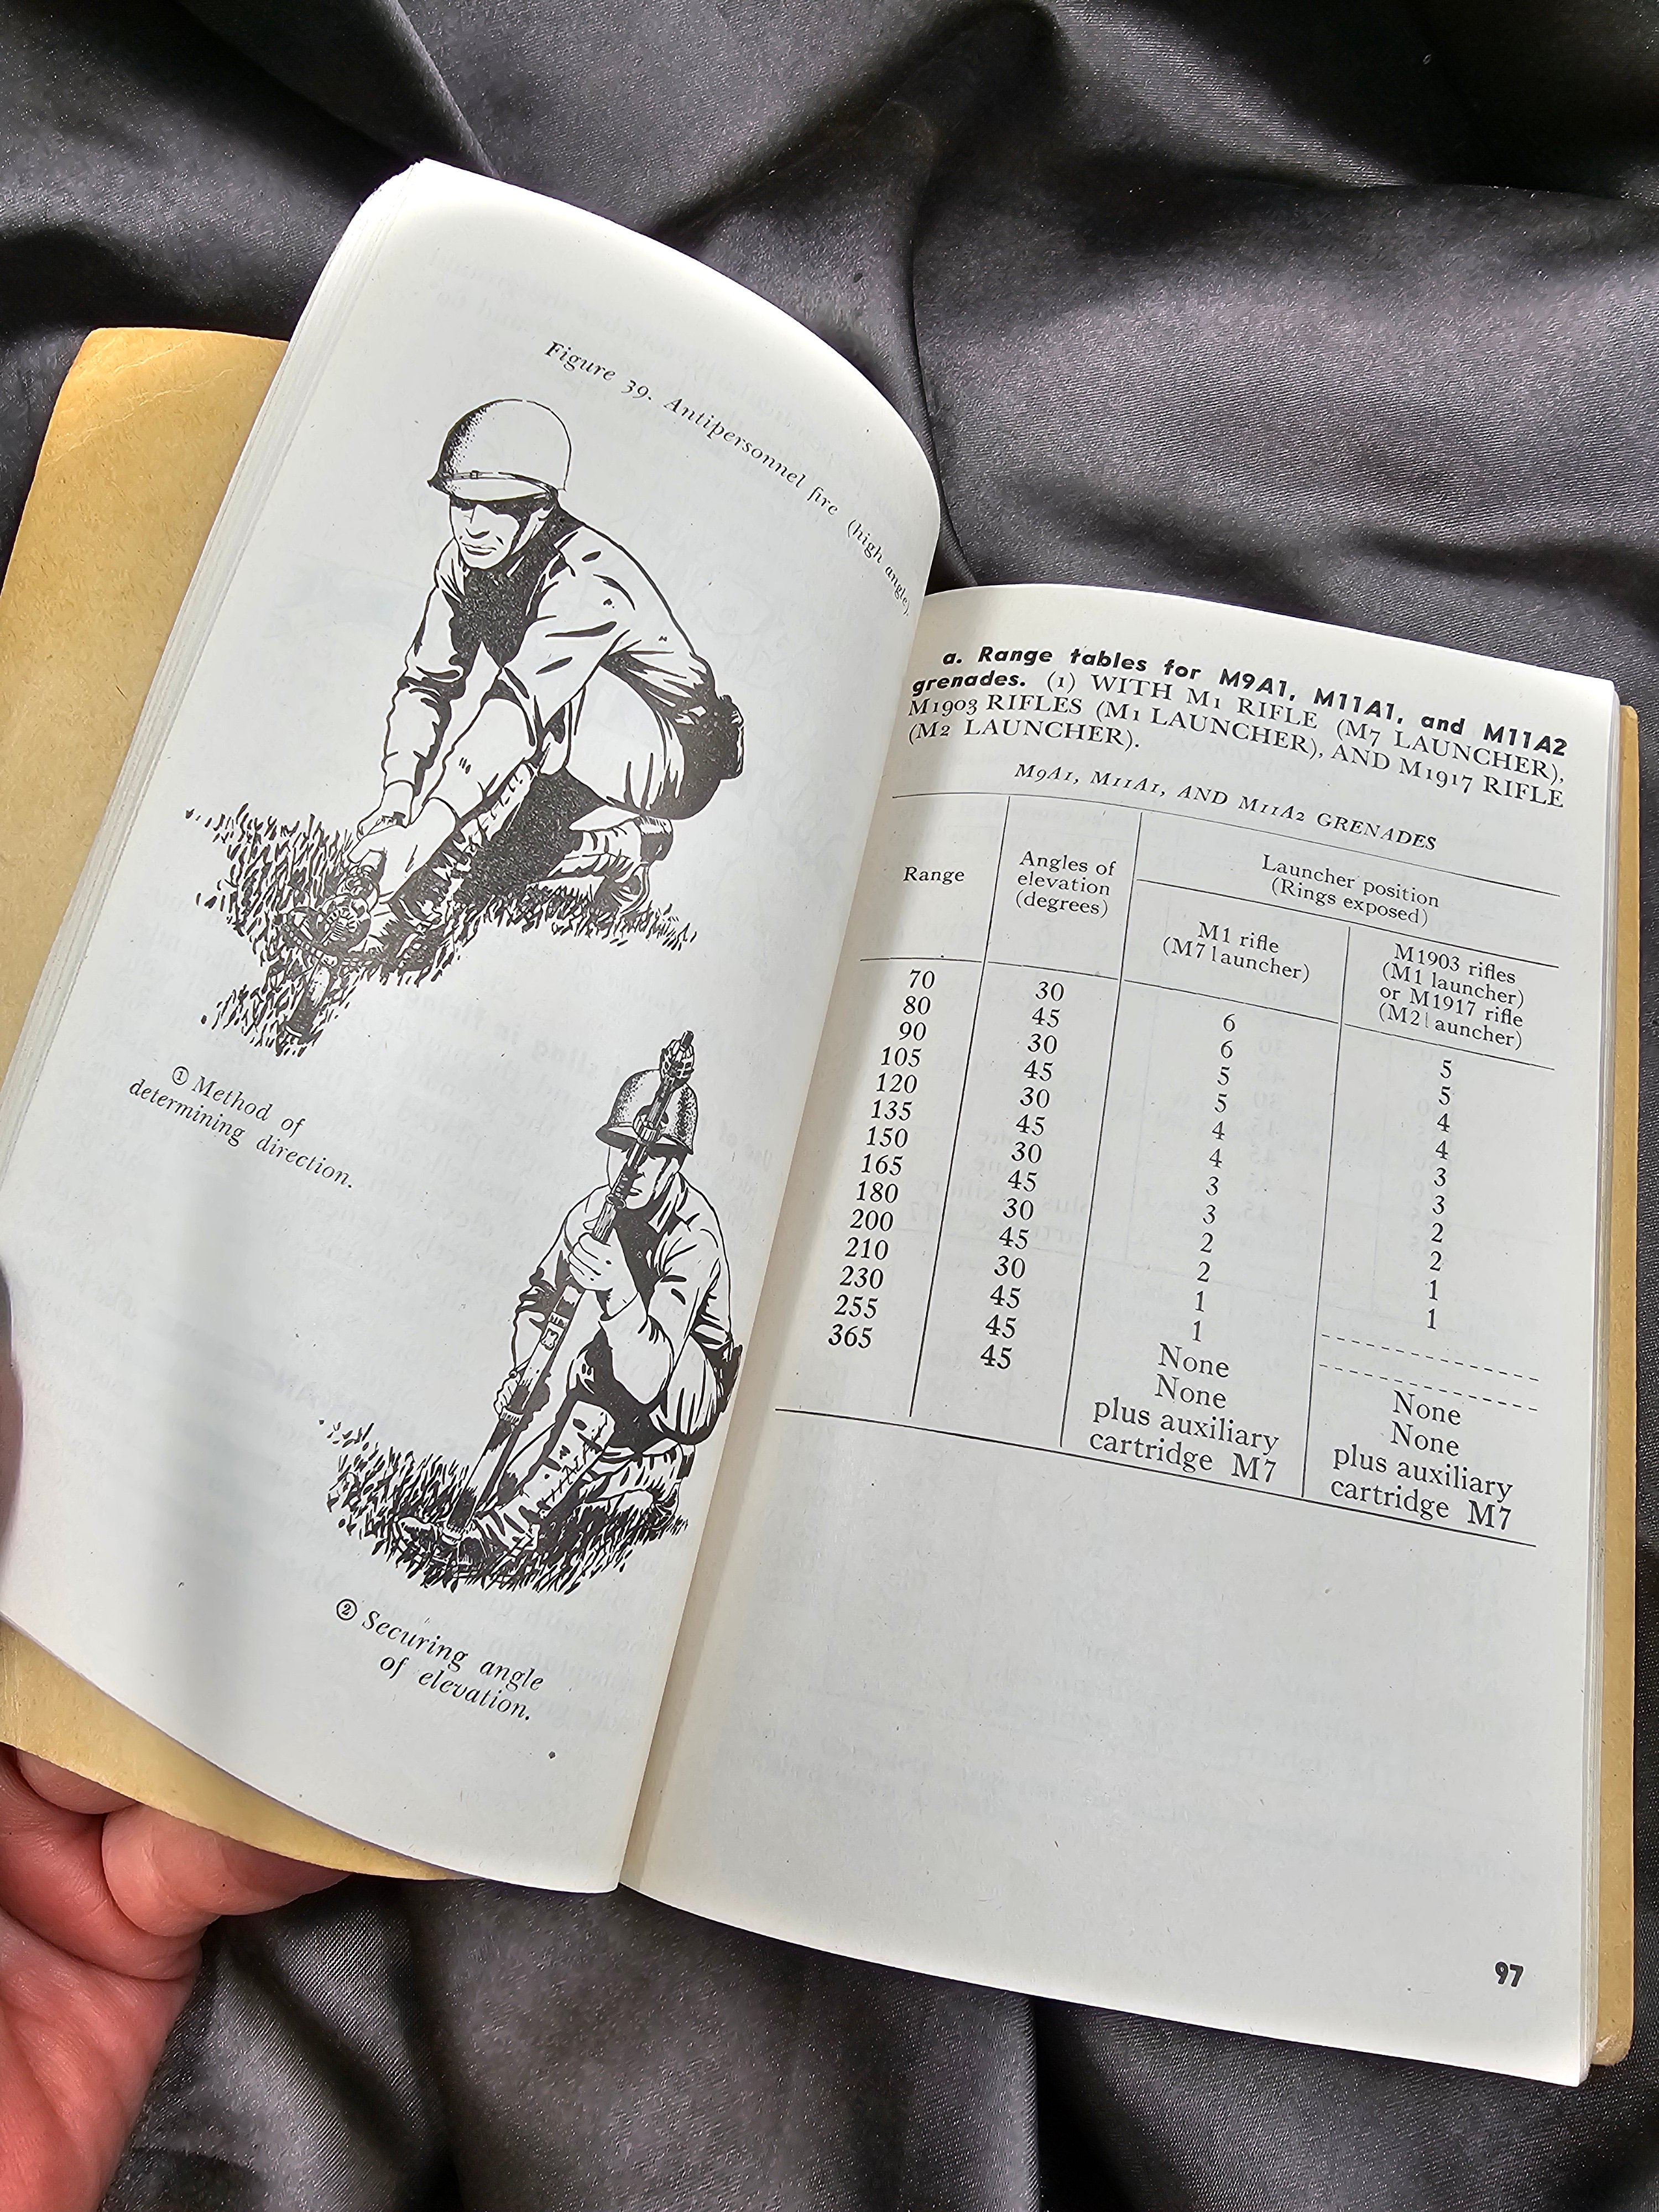 Figure 39. Antipersonnel fire (high angle).
① Method of
determining direction.
② Securing angle
of elevation.
a. Range tables for M9A1, M11A1, and M11A2
grenades. (1) WITH M1 RIFLE (M7 LAUNCHER),
M1903 RIFLES (M1 LAUNCHER), AND M1917 RIFLE
(M2 LAUNCHER).
M9A1, M11A1, AND M11A2 GRENADES
Range
Angles of
elevation
(degrees)
Launcher position
(Rings exposed)
M1 rifle
(M7 launcher)
M1903 rifles
(M1 launcher)
or M1917 rifle
(M2 launcher)
70 30 6 5
80 45 6 5
90 30 5 4
105 45 5 4
120 30 4 3
135 45 4 3
150 30 3 2
165 45 3 2
180 30 2 1
200 45 2 1
210 30 1
230 45 1
255 45 None None
365 45 None None
plus auxiliary plus auxiliary
cartridge M7 cartridge M7
97